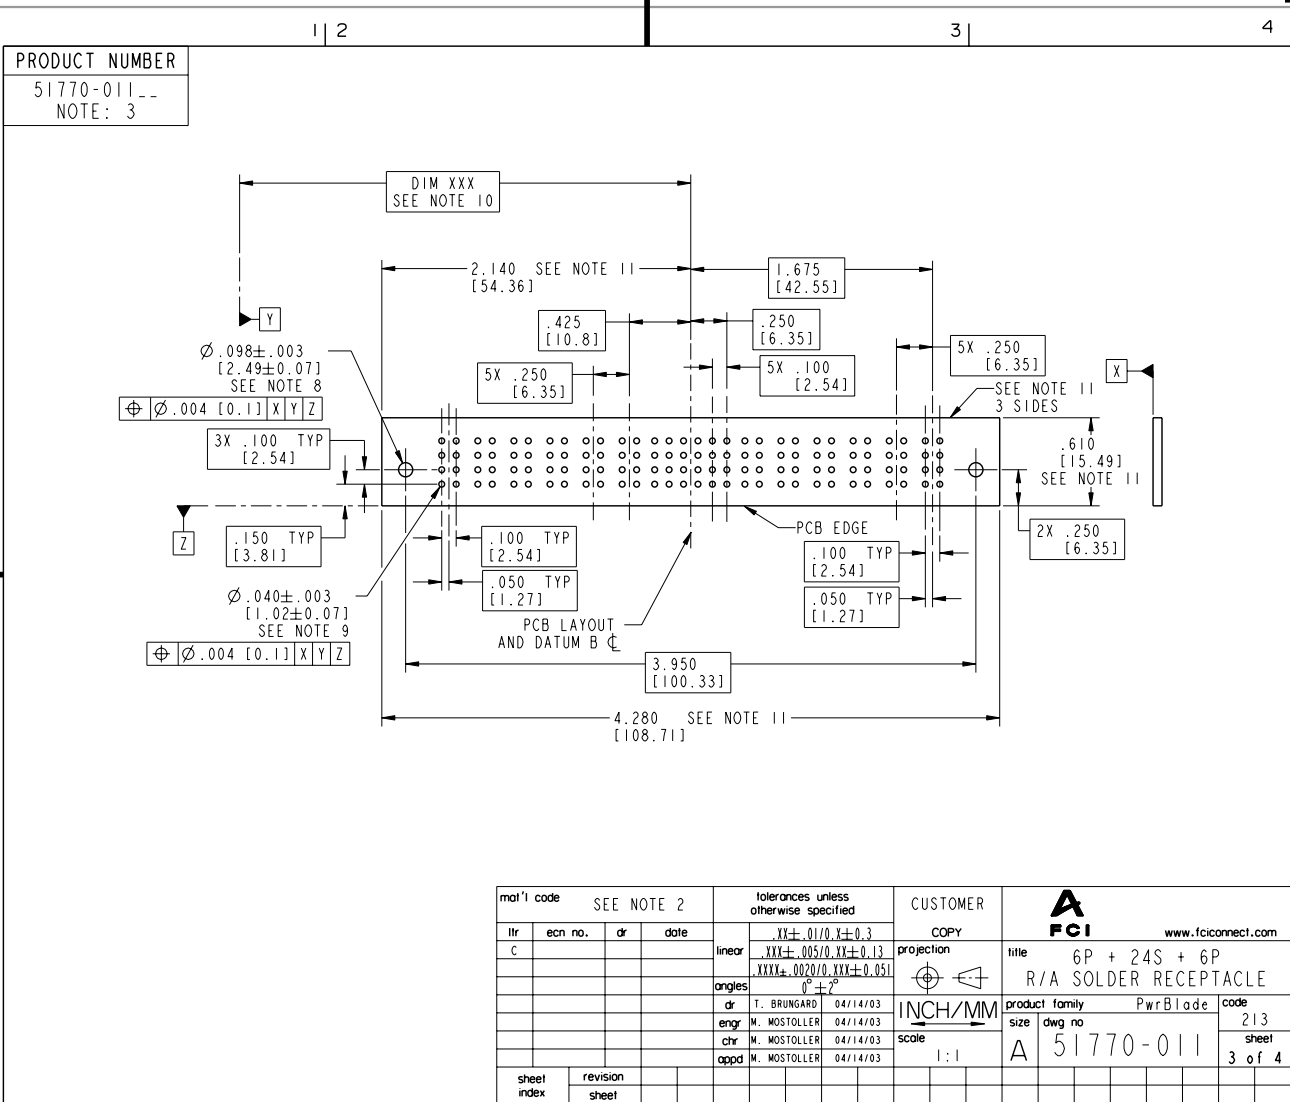 1 2 3 4
PRODUCT NUMBER
51770-011__
NOTE: 3
DIM XXX
SEE NOTE 10
2.140 SEE NOTE 11
[54.36]
1.675
[42.55]
Y
.425
[10.8]
.250
[6.35]
Ø.098±.003
[2.49±0.07]
SEE NOTE 8
⌖ Ø.004 [0.1] X Y Z
5X .250
[6.35]
5X .100
[2.54]
5X .250
[6.35]
X
SEE NOTE 11
3 SIDES
3X .100 TYP
[2.54]
.610
[15.49]
SEE NOTE 11
Z
.150 TYP
[3.81]
.100 TYP
[2.54]
PCB EDGE
2X .250
[6.35]
.100 TYP
[2.54]
.050 TYP
[1.27]
.050 TYP
[1.27]
Ø.040±.003
[1.02±0.07]
SEE NOTE 9
⌖ Ø.004 [0.1] X Y Z
PCB LAYOUT
AND DATUM B ℄
3.950
[100.33]
4.280 SEE NOTE 11
[108.71]
mat'l code SEE NOTE 2
tolerances unless
otherwise specified
CUSTOMER
COPY
FCI
www.fciconnect.com
ltr ecn no. dr date
C
linear .XX±.01/0.X±0.3
.XXX±.005/0.XX±0.13
.XXXX±.0020/0.XXX±0.051
angles 0°±2°
projection
title 6P + 24S + 6P
R/A SOLDER RECEPTACLE
dr T. BRUNGARD 04/14/03
engr M. MOSTOLLER 04/14/03
chr M. MOSTOLLER 04/14/03
appd M. MOSTOLLER 04/14/03
INCH/MM
scale
1:1
product family PwrBlade
code
213
size
A
dwg no
51770-011
sheet
3 of 4
sheet
index
revision
sheet